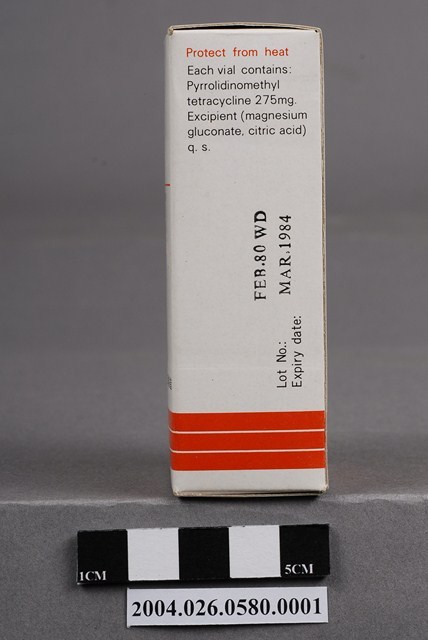 Protect from heat
Each vial contains:
Pyrrolidinomethyl
tetracycline 275mg.
Excipient (magnesium
gluconate, citric acid)
q. s.
Lot No.: FEB.80 WD
Expiry date: MAR.1984
1CM 5CM
2004.026.0580.0001